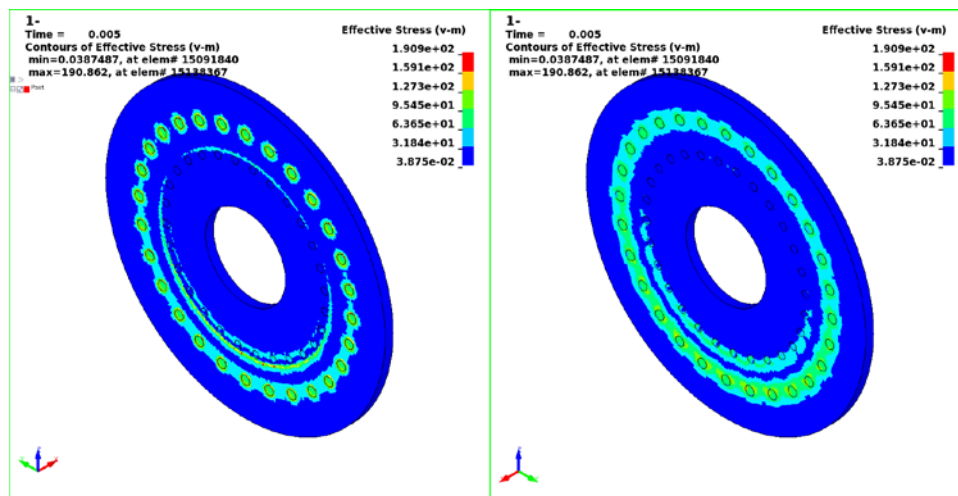 1-
Time = 0.005
Contours of Effective Stress (v-m)
min=0.0387487, at elem# 15091840
max=190.862, at elem# 15138367
Part
Effective Stress (v-m)
1.909e+02
1.591e+02
1.273e+02
9.545e+01
6.365e+01
3.184e+01
3.875e-02
1-
Time = 0.005
Contours of Effective Stress (v-m)
min=0.0387487, at elem# 15091840
max=190.862, at elem# 15138367
Effective Stress (v-m)
1.909e+02
1.591e+02
1.273e+02
9.545e+01
6.365e+01
3.184e+01
3.875e-02